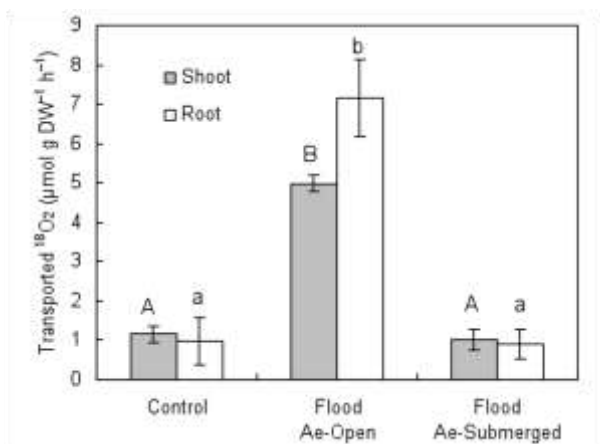 Transported ¹⁸O₂ (μmol g DW⁻¹ h⁻¹)
9
8
7
6
5
4
3
2
1
0
Shoot
Root
A
a
B
b
A
a
Control
Flood
Ae-Open
Flood
Ae-Submerged